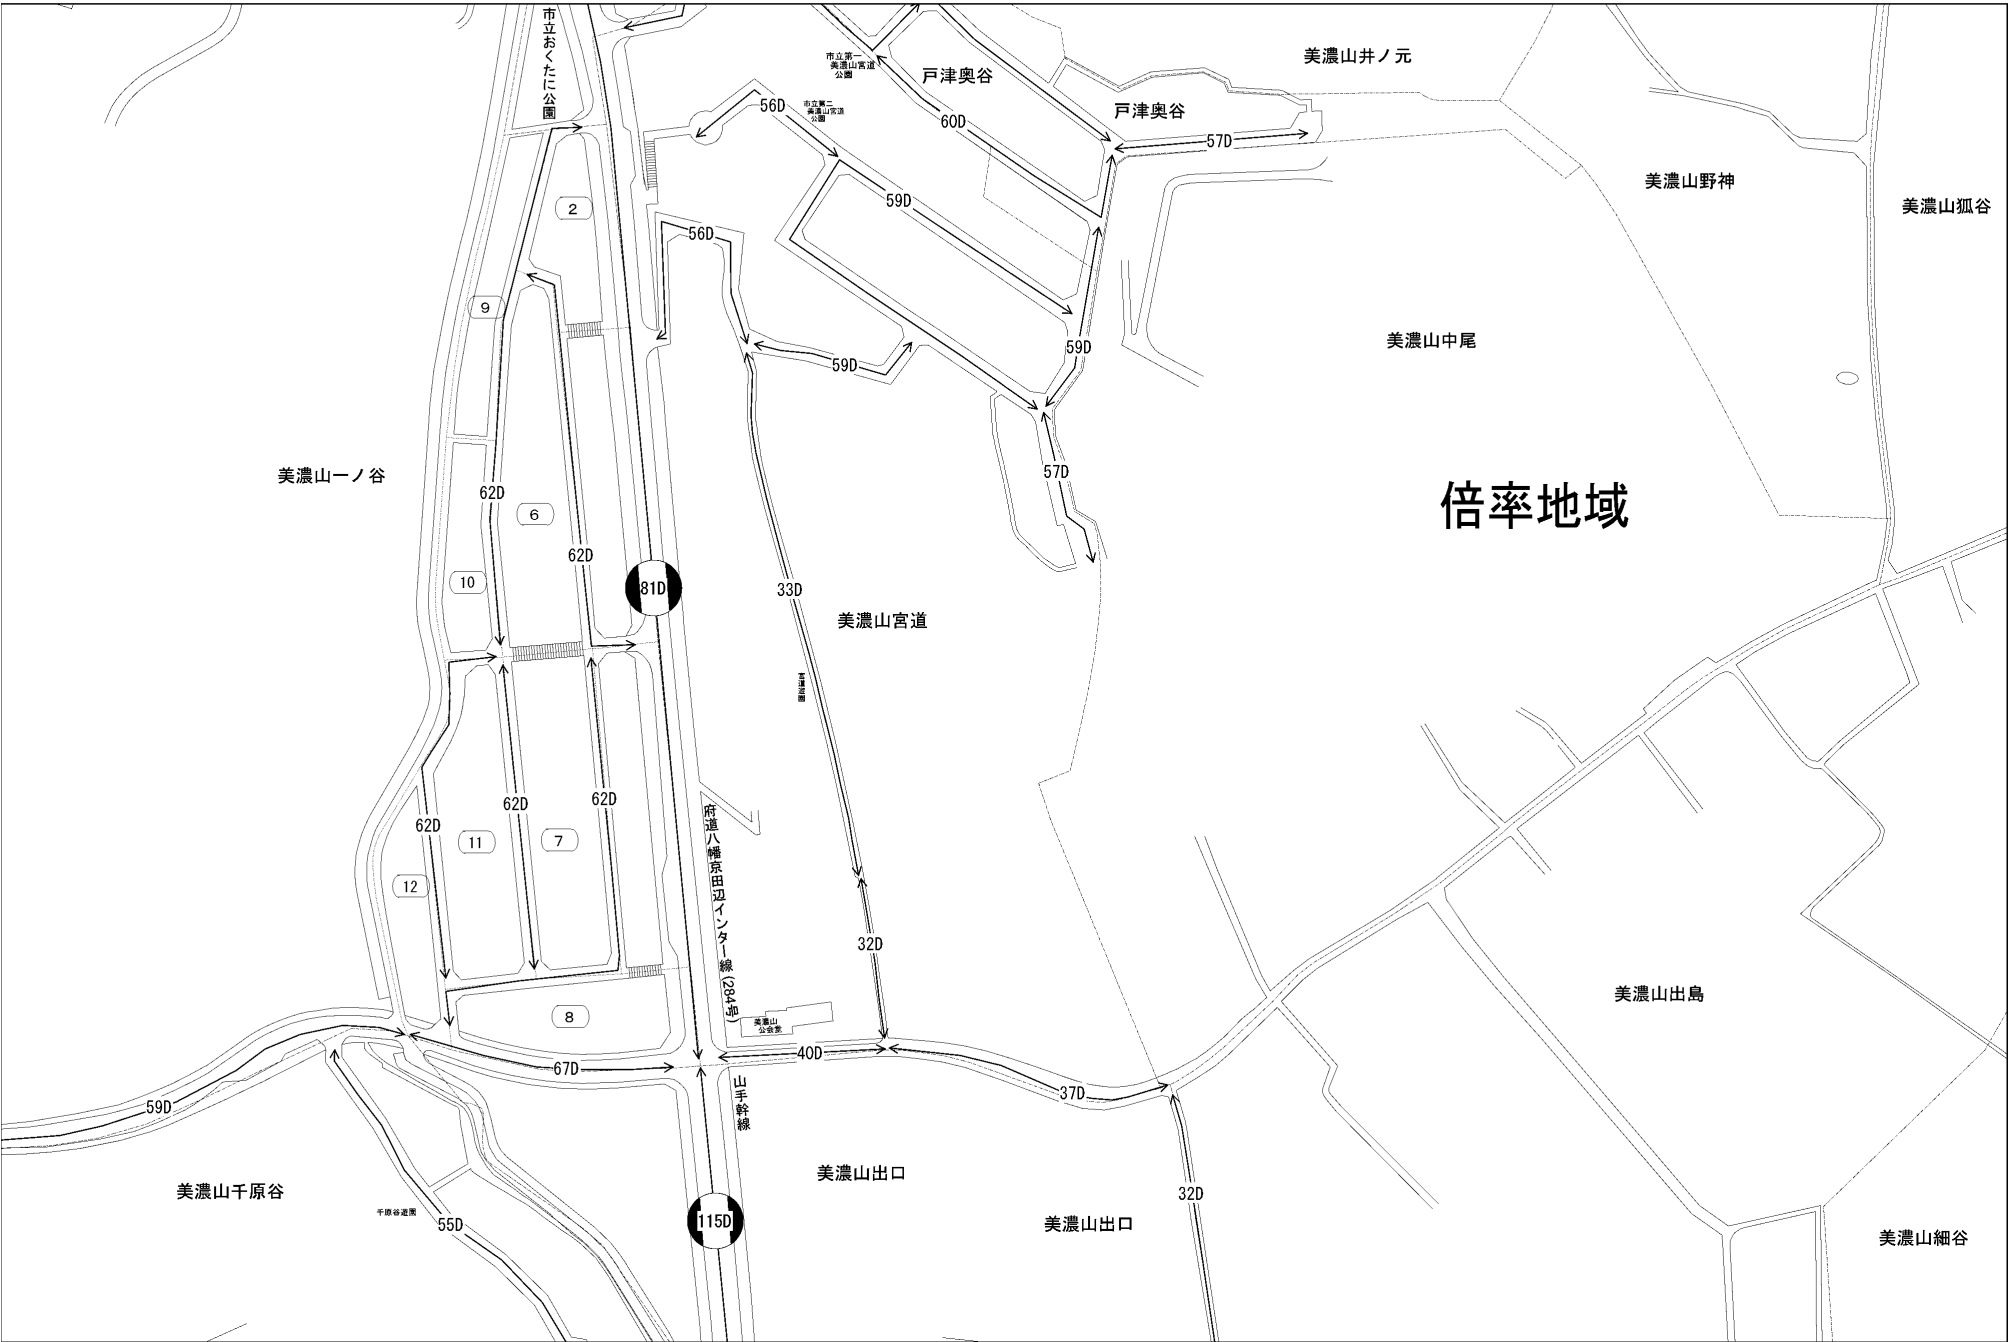 市立おくたに公園
市立第一
美濃山宮道
公園
戸津奥谷
美濃山井ノ元
56D
市立第二
美濃山宮道
公園
60D
戸津奥谷
57D
美濃山野神
美濃山狐谷
2
59D
56D
9
59D
59D
美濃山中尾
美濃山一ノ谷
57D
62D
6
倍率地域
62D
10
81D
33D
美濃山宮道
宮道遊園
62D
62D
62D
11
7
府道八幡京田辺インター線(284号)
12
32D
美濃山出島
8
美濃山
公会堂
40D
67D
37D
59D
山手幹線
美濃山出口
美濃山千原谷
千原谷遊園
55D
115D
32D
美濃山出口
美濃山細谷